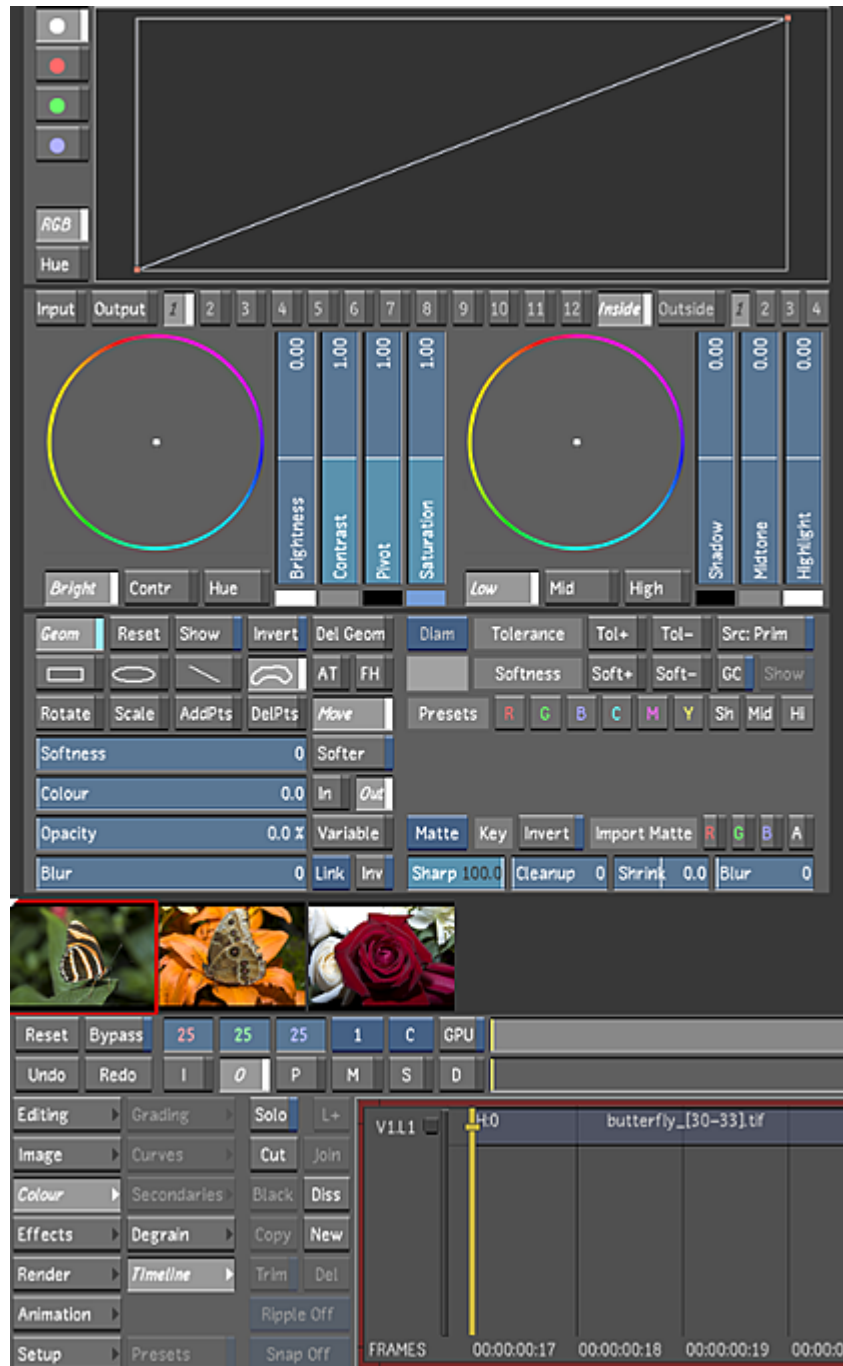 RGB
Hue
Input Output 1 2 3 4 5 6 7 8 9 10 11 12 Inside Outside 1 2 3 4
0.00 1.00 1.00 1.00 0.00 0.00 0.00
Brightness Contrast Pivot Saturation Shadow Midtone Highlight
Bright Contr Hue Low Mid High
Geom Reset Show Invert Del Geom Diam Tolerance Tol+ Tol- Src: Prim
AT FH Softness Soft+ Soft- GC Show
Rotate Scale AddPts DelPts Move Presets R G B C M Y Sh Mid Hi
Softness 0 Softer
Colour 0.0 In Out
Opacity 0.0 % Variable Matte Key Invert Import Matte R G B A
Blur 0 Link Inv Sharp 100.0 Cleanup 0 Shrink 0.0 Blur 0
Reset Bypass 25 25 25 1 C GPU
Undo Redo I O P M S D
Editing Grading Solo L+ V1.L1 H:0 butterfly_[30-33].tif
Image Curves Cut Join
Colour Secondaries Black Diss
Effects Degrain Copy New
Render Timeline Trim Del
Animation Ripple Off
Setup Presets Snap Off FRAMES 00:00:00:17 00:00:00:18 00:00:00:19 00:00:0